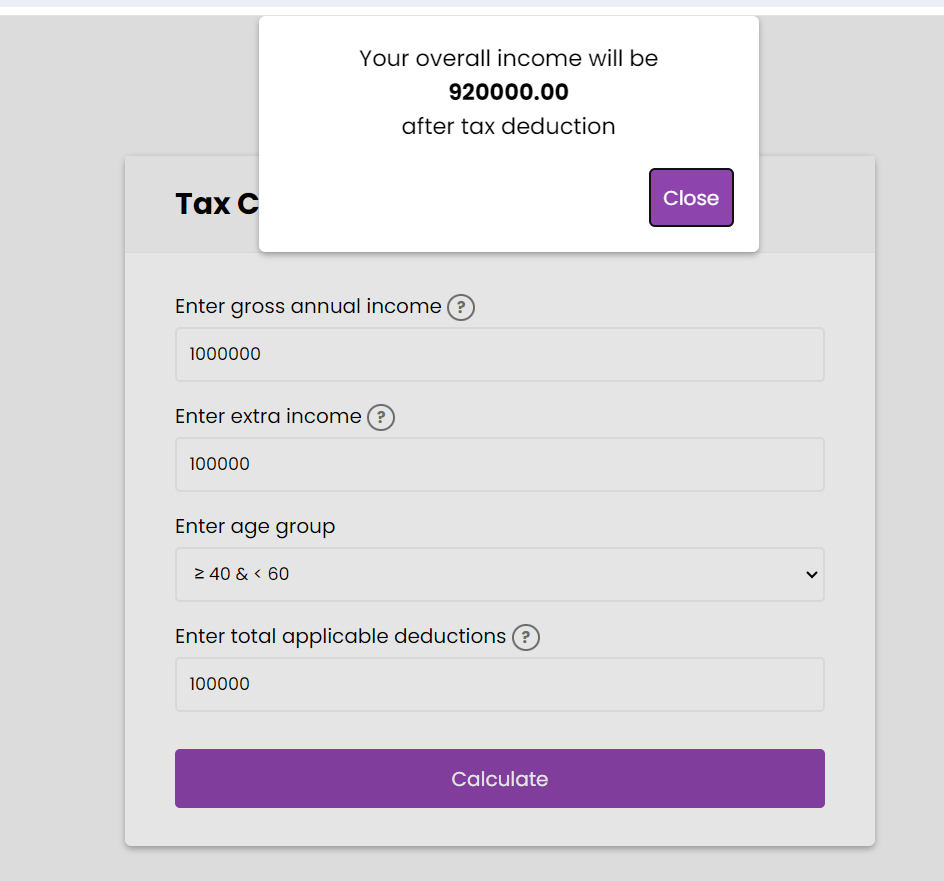 Your overall income will be
920000.00
after tax deduction
Close
Tax C
Enter gross annual income ?
1000000
Enter extra income ?
100000
Enter age group
≥ 40 & < 60
Enter total applicable deductions ?
100000
Calculate